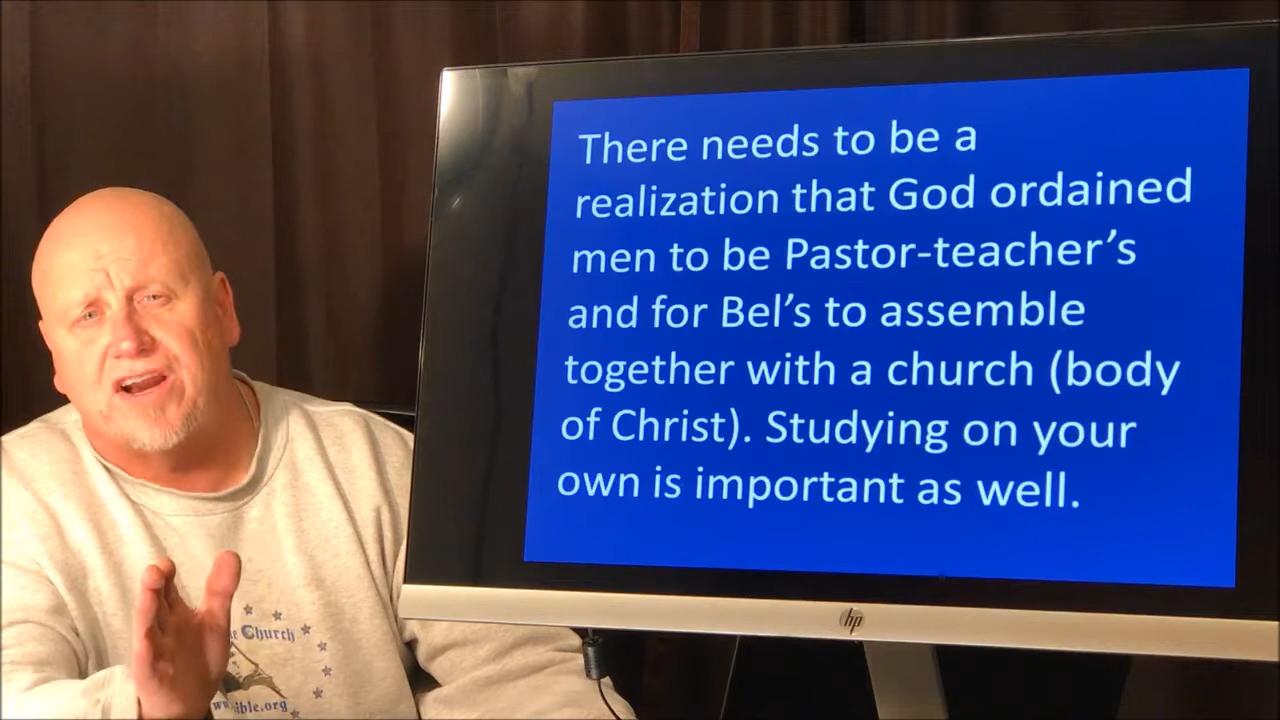 There needs to be a
realization that God ordained
men to be Pastor-teacher’s
and for Bel’s to assemble
together with a church (body
of Christ). Studying on your
own is important as well.
hp
Church